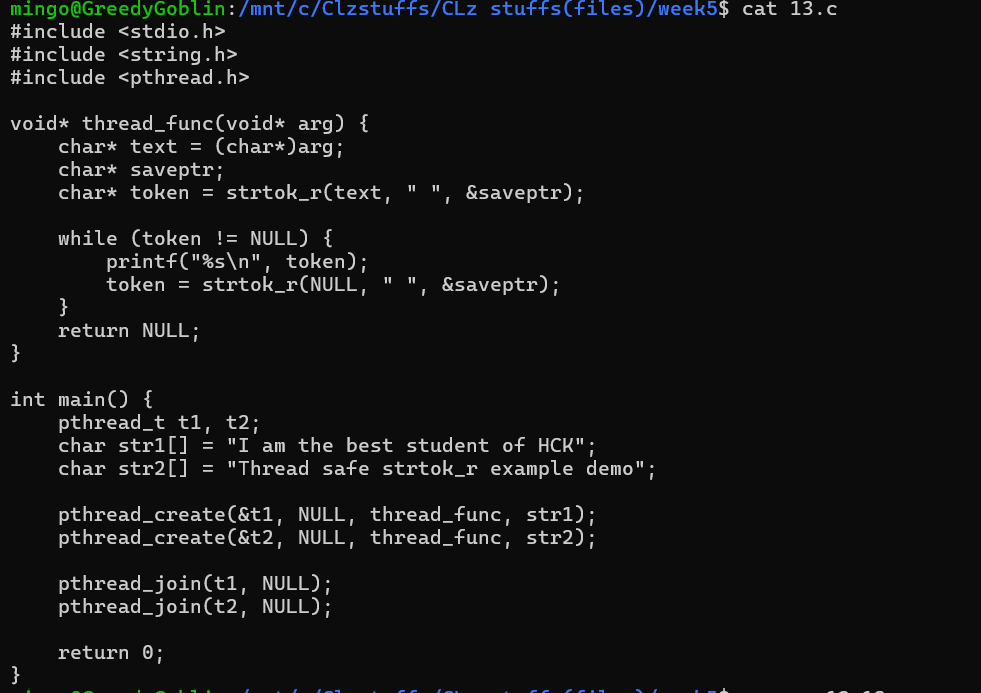 mingo@GreedyGoblin:/mnt/c/Clzstuffs/CLz stuffs(files)/week5$ cat 13.c
#include <stdio.h>
#include <string.h>
#include <pthread.h>

void* thread_func(void* arg) {
    char* text = (char*)arg;
    char* saveptr;
    char* token = strtok_r(text, " ", &saveptr);

    while (token != NULL) {
        printf("%s\n", token);
        token = strtok_r(NULL, " ", &saveptr);
    }
    return NULL;
}

int main() {
    pthread_t t1, t2;
    char str1[] = "I am the best student of HCK";
    char str2[] = "Thread safe strtok_r example demo";

    pthread_create(&t1, NULL, thread_func, str1);
    pthread_create(&t2, NULL, thread_func, str2);

    pthread_join(t1, NULL);
    pthread_join(t2, NULL);

    return 0;
}